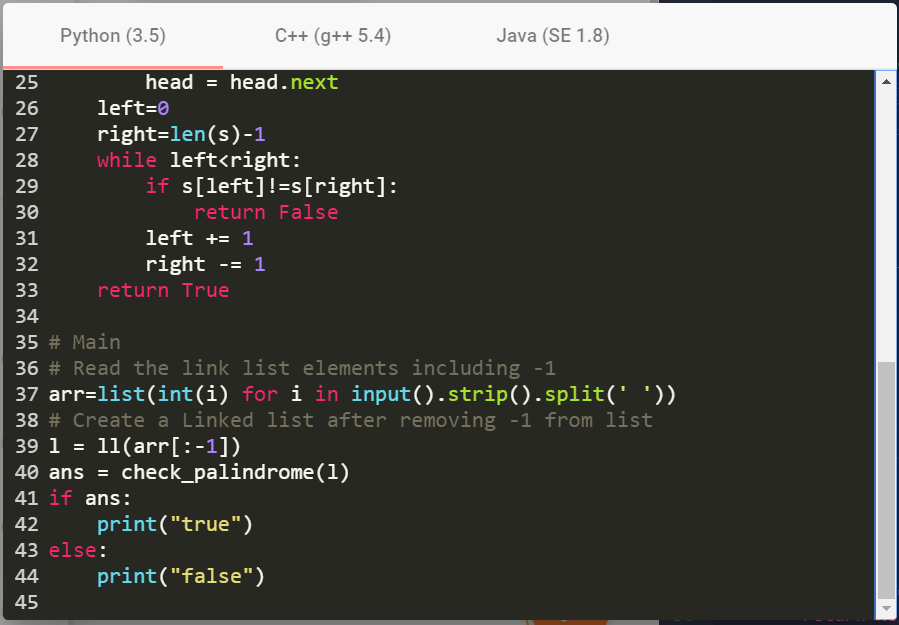 Python (3.5) C++ (g++ 5.4) Java (SE 1.8)
25         head = head.next
26     left=0
27     right=len(s)-1
28     while left<right:
29         if s[left]!=s[right]:
30             return False
31         left += 1
32         right -= 1
33     return True
34
35 # Main
36 # Read the link list elements including -1
37 arr=list(int(i) for i in input().strip().split(' '))
38 # Create a Linked list after removing -1 from list
39 l = ll(arr[:-1])
40 ans = check_palindrome(l)
41 if ans:
42     print("true")
43 else:
44     print("false")
45